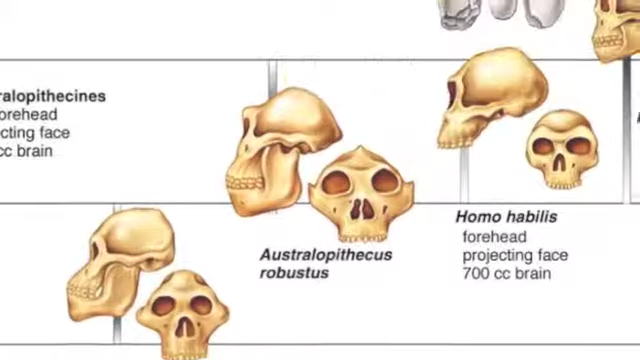 ralopithecines
orehead
cting face
cc brain
Homo habilis
forehead
projecting face
700 cc brain
Australopithecus
robustus